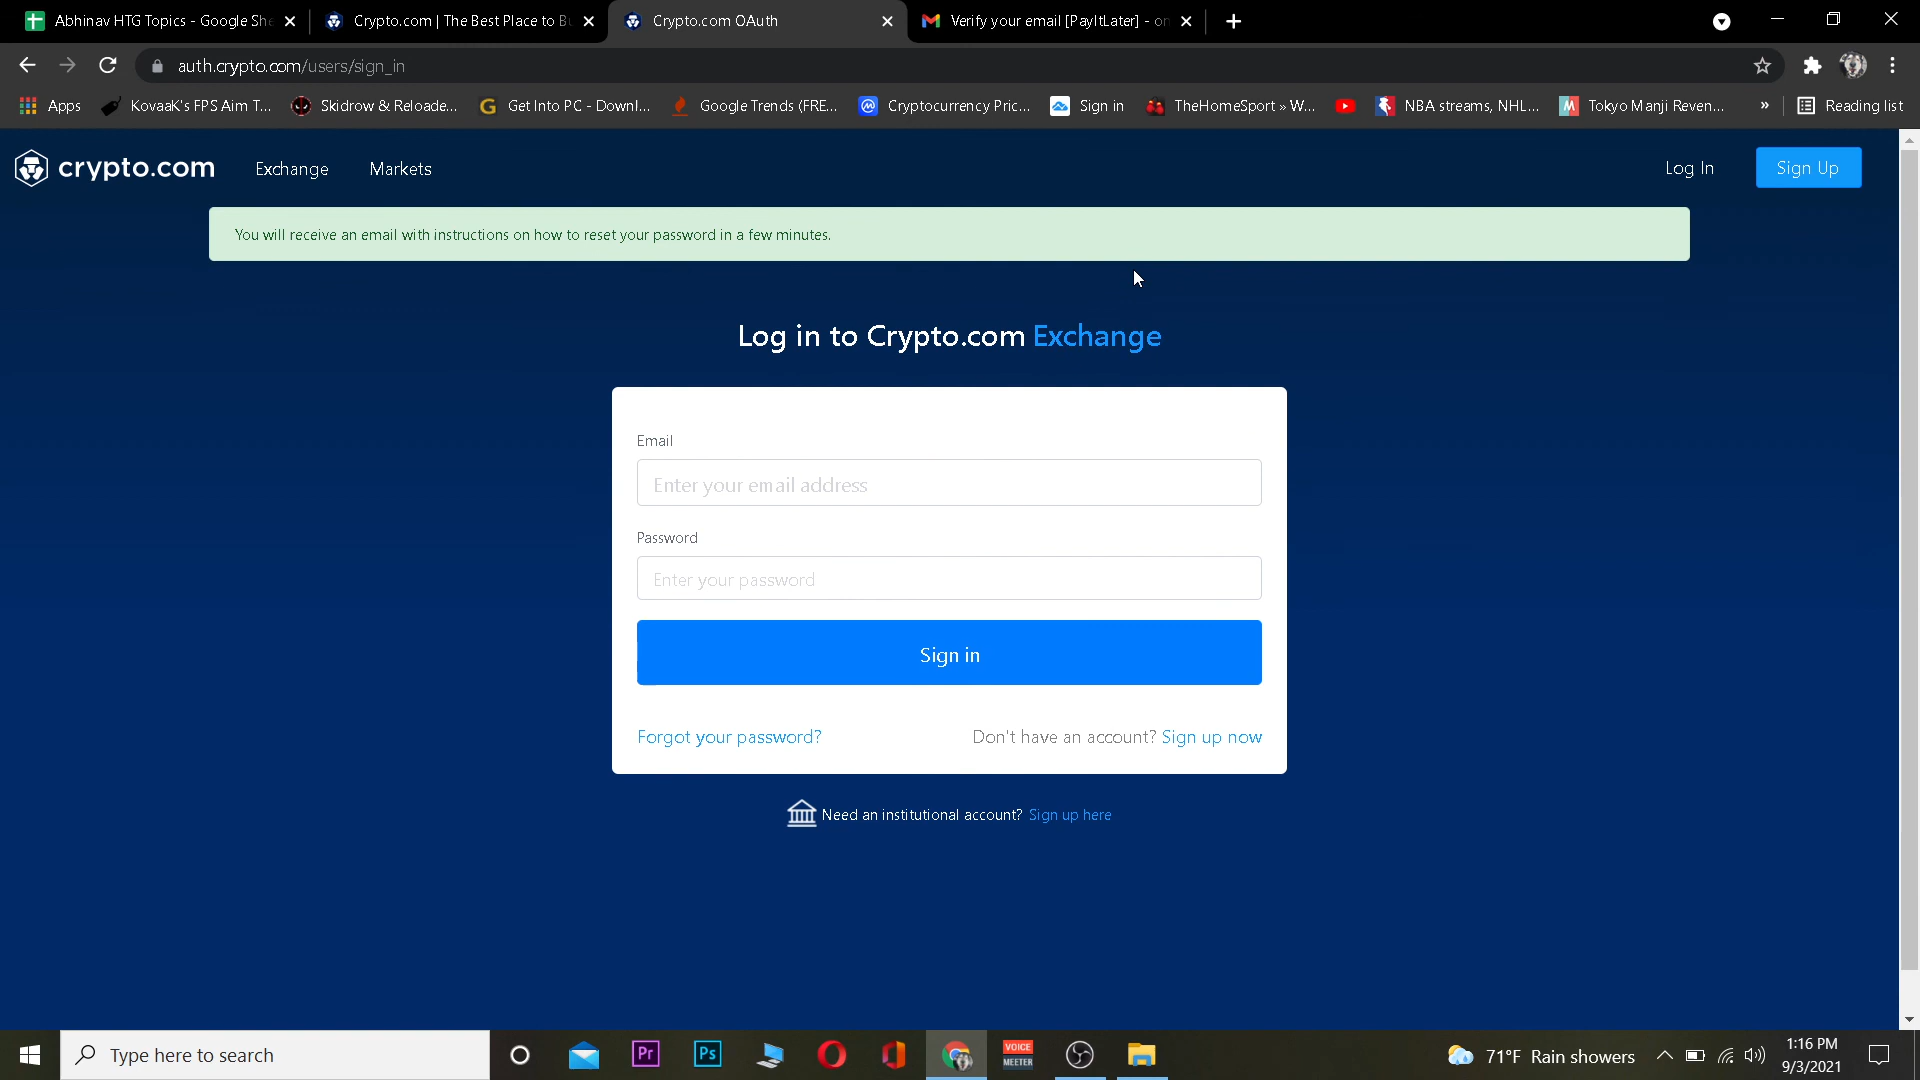 Abhinav HTG Topics - Google She
Crypto.com | The Best Place to Bu
Crypto.com OAuth
Verify your email [PayItLater] - on
auth.crypto.com/users/sign_in
Apps
KovaaK's FPS Aim T...
Skidrow & Reloade...
Get Into PC - Downl...
Google Trends (FRE...
Cryptocurrency Pric...
Sign in
TheHomeSport » W...
NBA streams, NHL...
Tokyo Manji Reven...
»
Reading list
crypto.com
Exchange
Markets
Log In
Sign Up
You will receive an email with instructions on how to reset your password in a few minutes.
Log in to Crypto.com Exchange
Email
Enter your email address
Password
Enter your password
Sign in
Forgot your password?
Don't have an account? Sign up now
Need an institutional account? Sign up here
Type here to search
Pr
Ps
VOICE
MEETER
71°F Rain showers
1:16 PM
9/3/2021